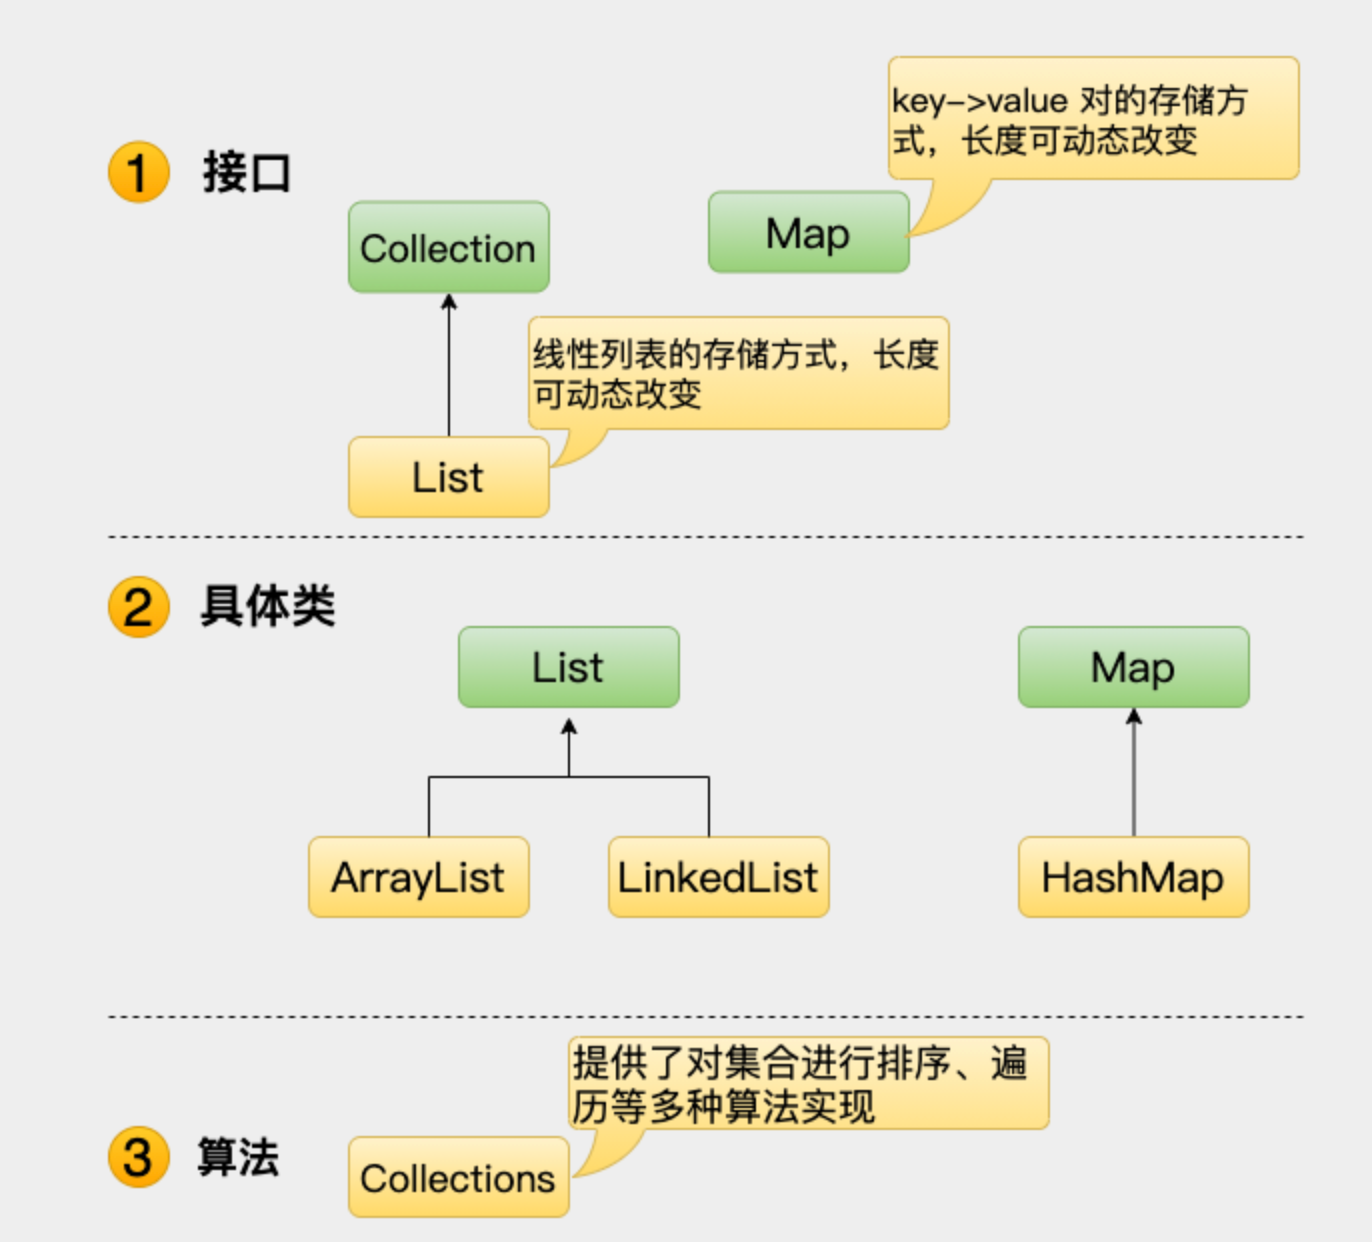 key->value 对的存储方
式，长度可动态改变
1 接口
Collection
Map
线性列表的存储方式，长度
可动态改变
List
2 具体类
List
Map
ArrayList
LinkedList
HashMap
提供了对集合进行排序、遍
历等多种算法实现
3 算法
Collections